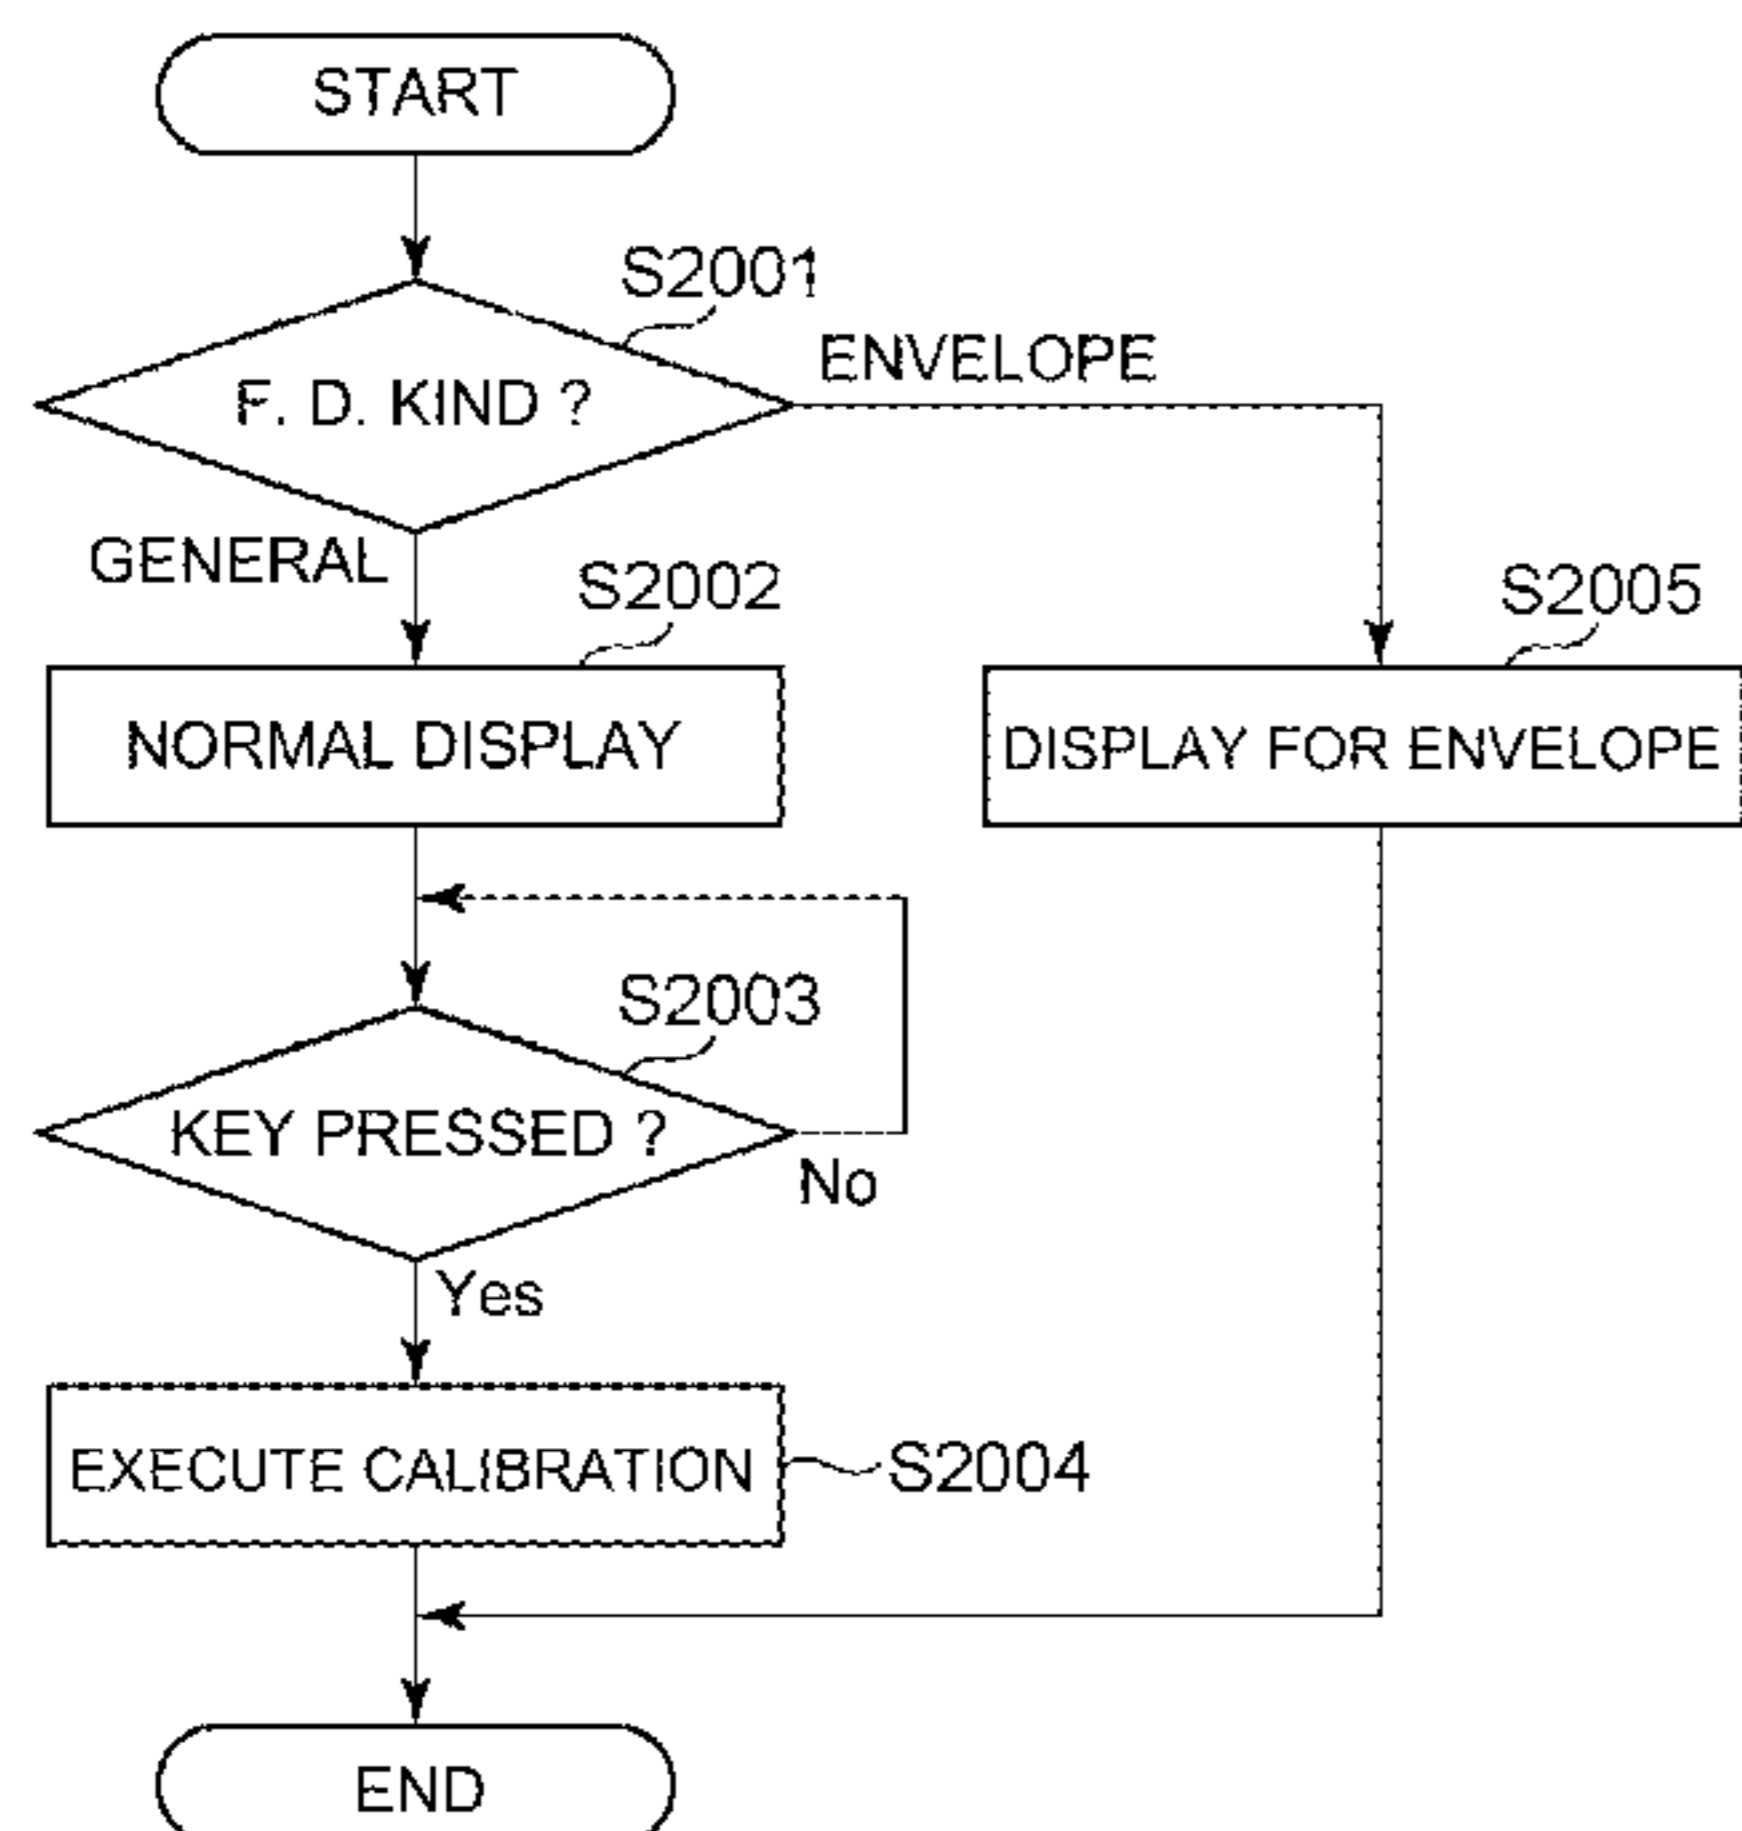 START
S2001
F. D. KIND ?
ENVELOPE
GENERAL
S2002
S2005
NORMAL DISPLAY
DISPLAY FOR ENVELOPE
S2003
KEY PRESSED ?
No
Yes
EXECUTE CALIBRATION
S2004
END